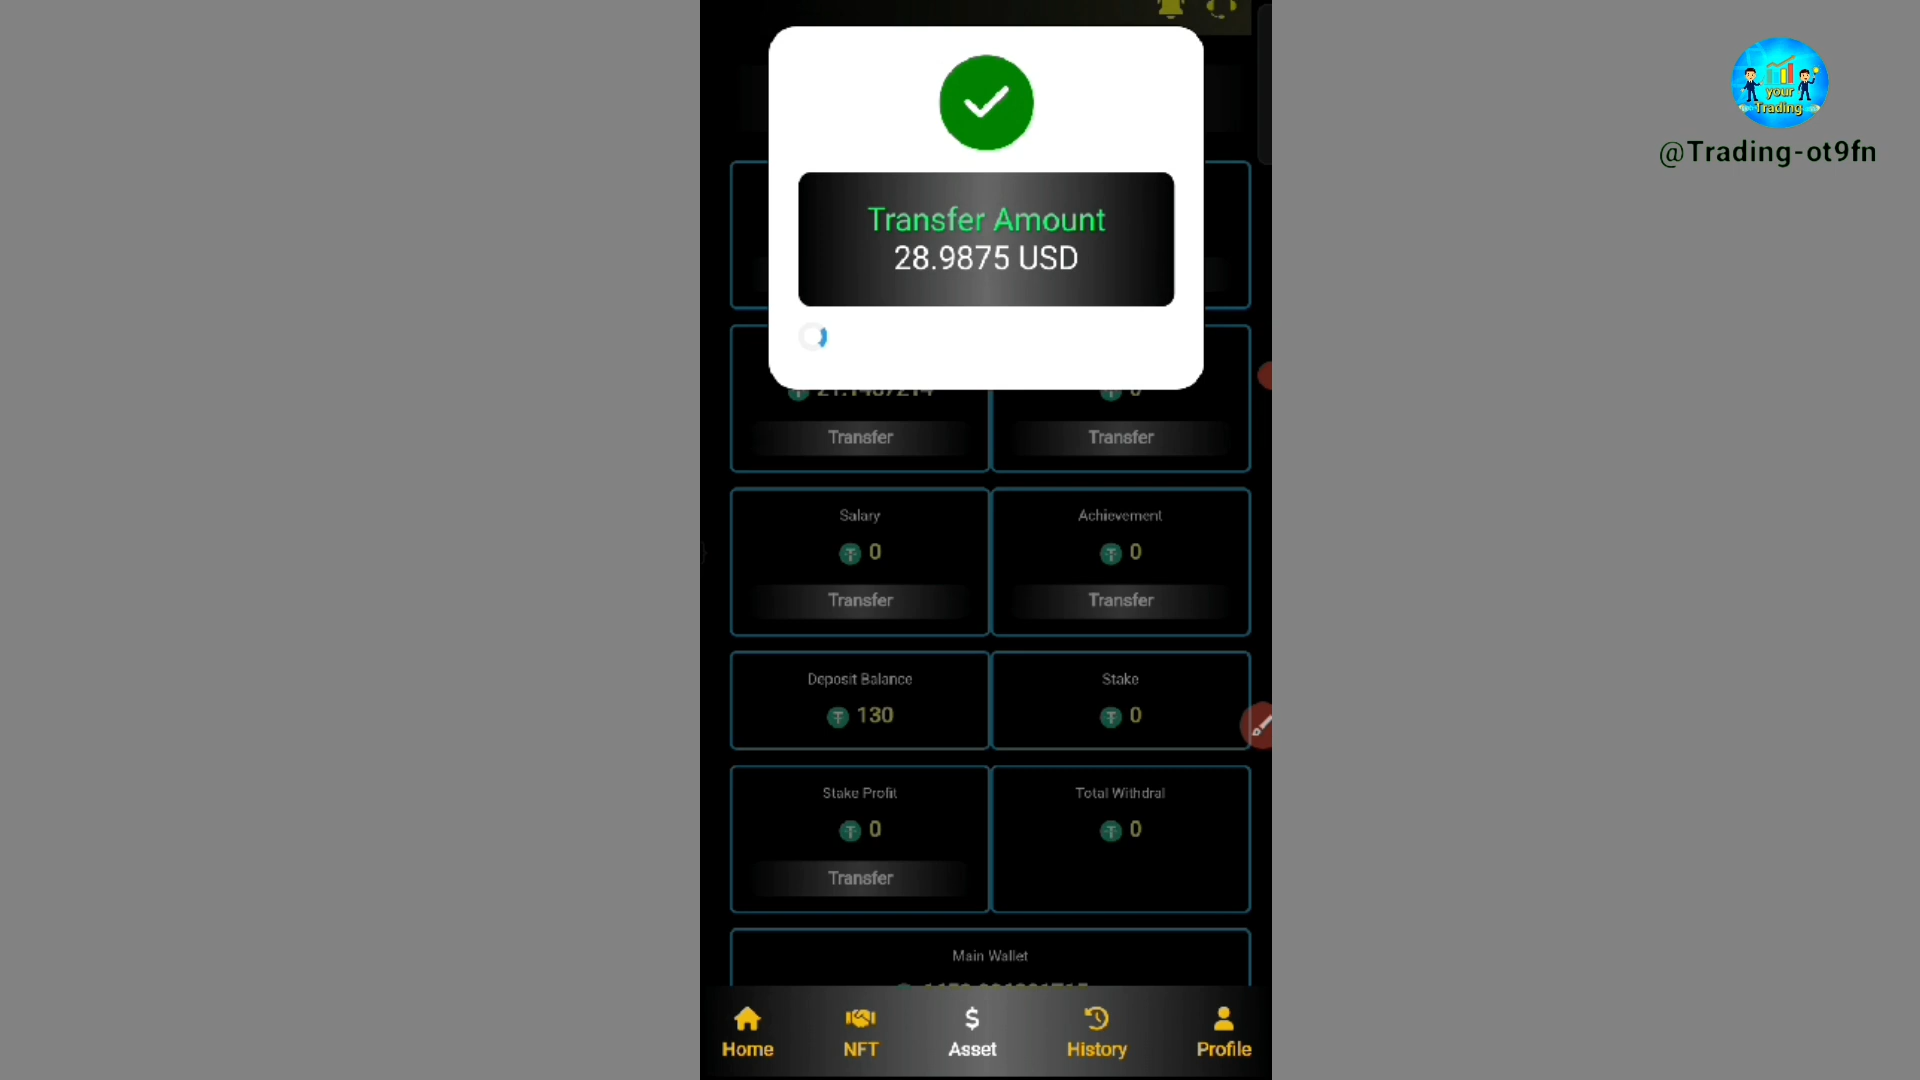 your
Trading
@Trading-ot9fn
Transfer Amount
28.9875 USD
0
Transfer
Transfer
Salary
Achievement
0
0
Transfer
Transfer
Deposit Balance
Stake
130
0
Stake Profit
Total Withdral
0
0
Transfer
Main Wallet
Home
NFT
Asset
History
Profile